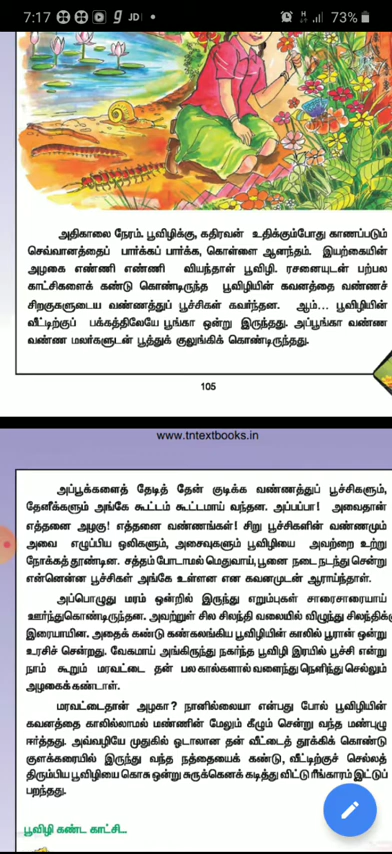 7:17
73%
அதிகாலை நேரம். பூவிழிக்கு, கதிரவன் உதிக்கும்போது காணப்படும்
செவ்வானத்தைப் பார்க்கப் பார்க்க, கொள்ளை ஆனந்தம். இயற்கையின்
அழகை எண்ணி எண்ணி வியந்தாள் பூவிழி. ரசனையுடன் பற்பல
காட்சிகளைக் கண்டு கொண்டிருந்த பூவிழியின் கவனத்தை வண்ணச்
சிறகுகளுடைய வண்ணத்துப் பூச்சிகள் கவர்ந்தன. ஆம்... பூவிழியின்
வீட்டிற்குப் பக்கத்திலேயே பூங்கா ஒன்று இருந்தது. அப்பூங்கா வண்ண
வண்ண மலர்களுடன் பூத்துக் குலுங்கிக் கொண்டிருந்தது.
105
www.tntextbooks.in
அப்பூக்களைத் தேடித் தேன் குடிக்க வண்ணத்துப் பூச்சிகளும்,
தேனீக்களும் அங்கே கூட்டம் கூட்டமாய் வந்தன. அப்பப்பா! அவைதான்
எத்தனை அழகு! எத்தனை வண்ணங்கள்! சிறு பூச்சிகளின் வண்ணமும்
அவை எழுப்பிய ஒலிகளும், அசைவுகளும் பூவிழியை அவற்றை உற்று
நோக்கத் தூண்டின. சத்தம் போடாமல் மெதுவாய், பூனை நடை நடந்து சென்று
என்னென்ன பூச்சிகள் அங்கே உள்ளன என கவனமுடன் ஆராய்ந்தாள்.
அப்பொழுது மரம் ஒன்றில் இருந்து எறும்புகள் சாரைசாரையாய்
ஊர்ந்துகொண்டிருந்தன. அவற்றுள் சில சிலந்தி வலையில் விழுந்து சிலந்திக்கு
இரையாயின. அதைக் கண்டு கண்கலங்கிய பூவிழியின் காலில் பூரான் ஒன்று
உரசிச் சென்றது. வேகமாய் அங்கிருந்து நகர்ந்த பூவிழி இரயில் பூச்சி என்று
நாம் கூறும் மரவட்டை தன் பல கால்களால் வளைந்து நெளிந்து செல்லும்
அழகைக் கண்டாள்.
மரவட்டைதான் அழகா? நானில்லையா என்பது போல் பூவிழியின்
கவனத்தை காலில்லாமல் மண்ணின் மேலும் கீழும் சென்று வந்த மண்புழு
ஈர்த்தது. அவ்வழியே முதுகில் ஓடாலான தன் வீட்டைத் தூக்கிக் கொண்டு
குளக்கரையில் இருந்து வந்த நத்தையைக் கண்டு, வீட்டிற்குச் செல்லத்
திரும்பிய பூவிழியை கொசு ஒன்று சுருக்கெனக் கடித்து விட்டு ரீங்காரம் இட்டுப்
பறந்தது.
பூவிழி கண்ட காட்சி...